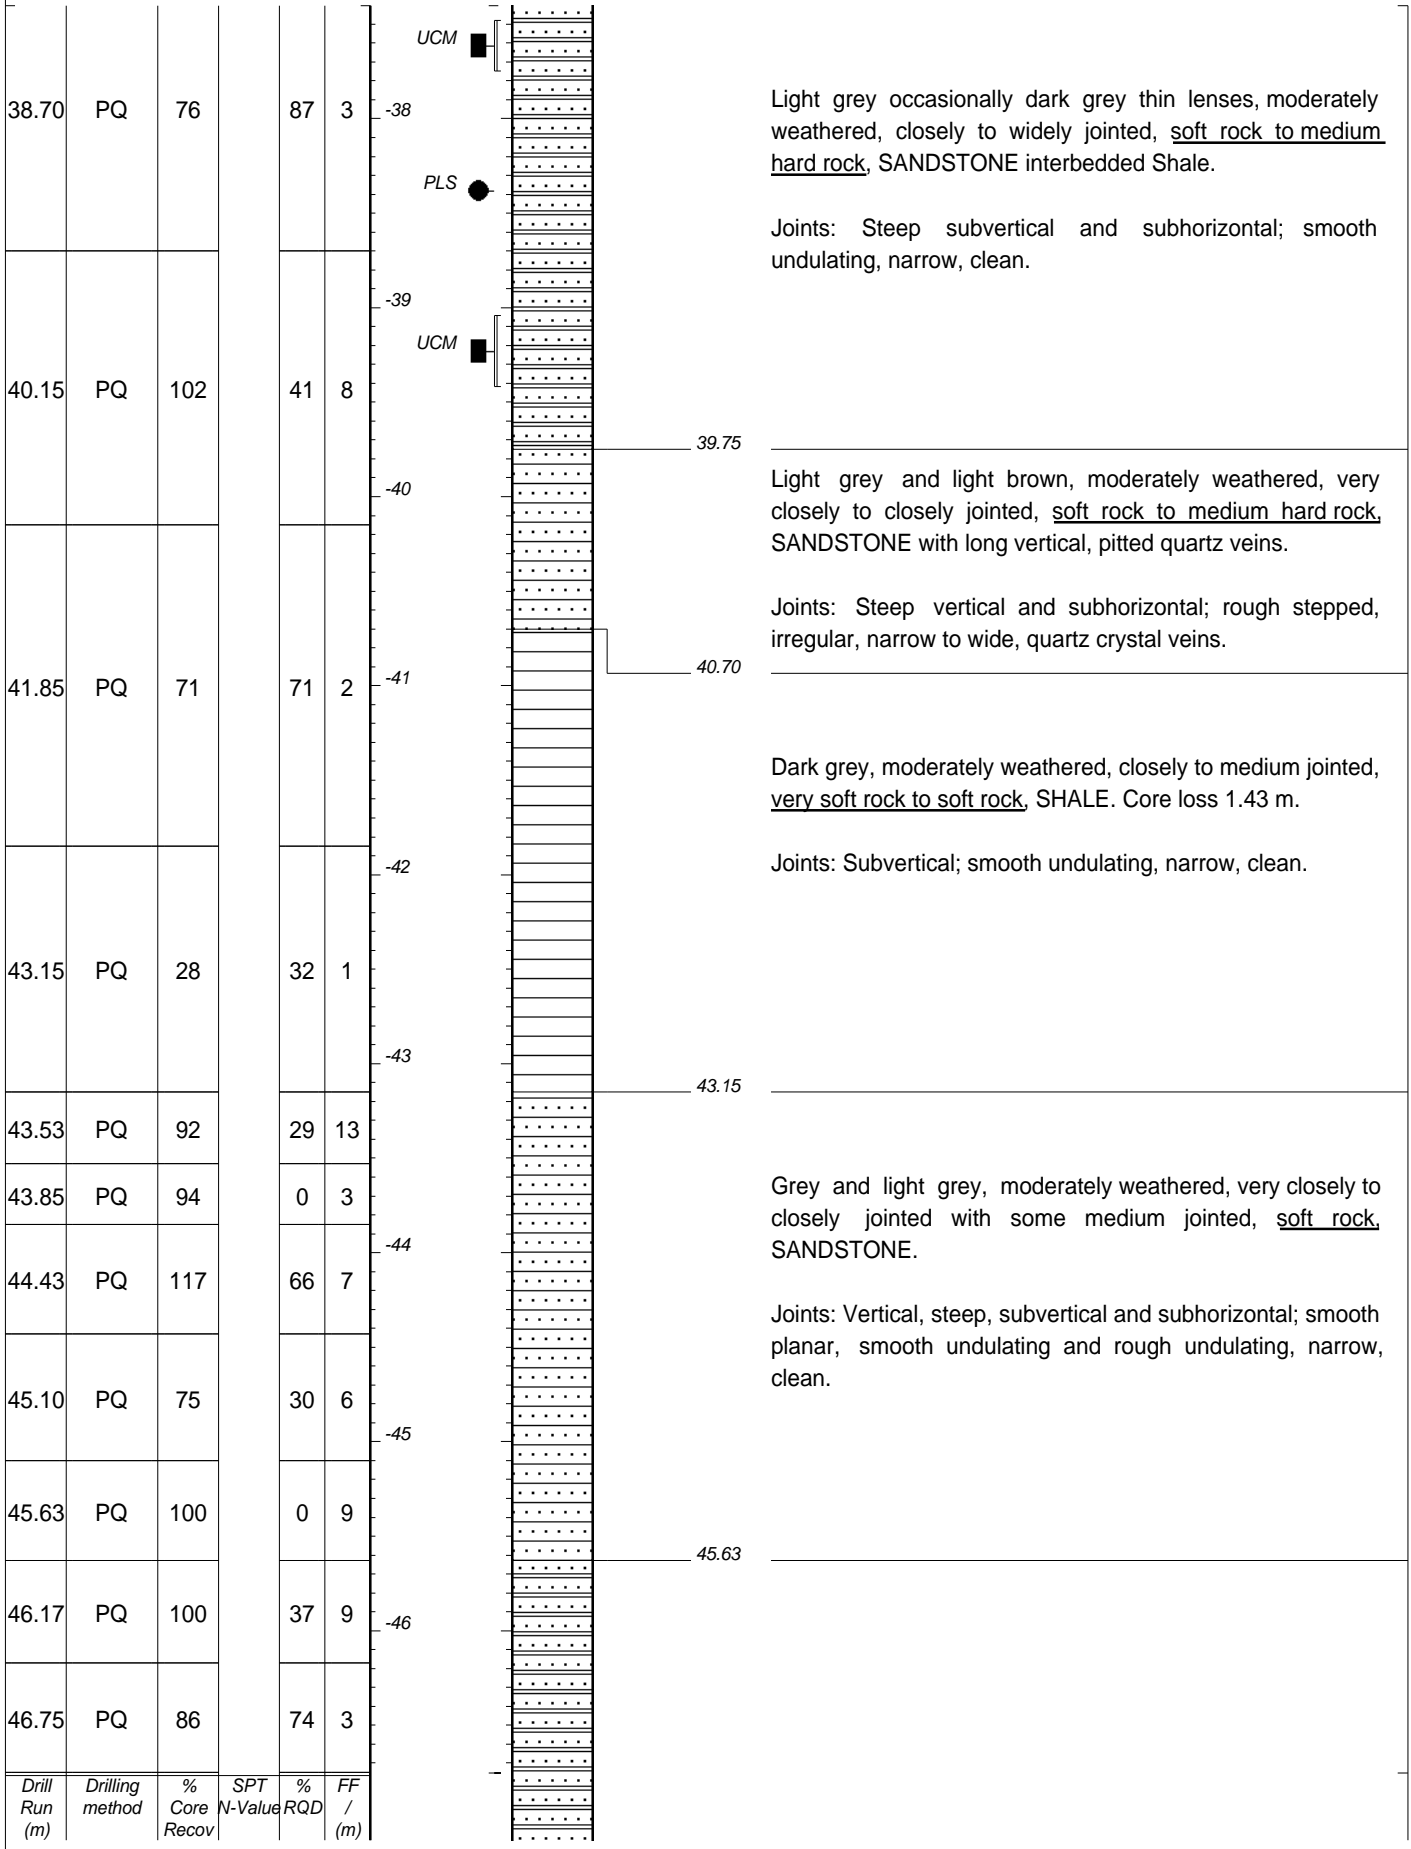 UCM
38.70 PQ 76 87 3 -38
Light grey occasionally dark grey thin lenses, moderately
weathered, closely to widely jointed, soft rock to medium
hard rock, SANDSTONE interbedded Shale.
PLS
Joints: Steep subvertical and subhorizontal; smooth
undulating, narrow, clean.
-39
UCM
40.15 PQ 102 41 8
39.75
Light grey and light brown, moderately weathered, very
closely to closely jointed, soft rock to medium hard rock,
SANDSTONE with long vertical, pitted quartz veins.
-40
Joints: Steep vertical and subhorizontal; rough stepped,
irregular, narrow to wide, quartz crystal veins.
40.70
41.85 PQ 71 71 2 -41
Dark grey, moderately weathered, closely to medium jointed,
very soft rock to soft rock, SHALE. Core loss 1.43 m.
Joints: Subvertical; smooth undulating, narrow, clean.
-42
43.15 PQ 28 32 1
-43
43.15
43.53 PQ 92 29 13
43.85 PQ 94 0 3
Grey and light grey, moderately weathered, very closely to
closely jointed with some medium jointed, soft rock,
SANDSTONE.
-44
44.43 PQ 117 66 7
Joints: Vertical, steep, subvertical and subhorizontal; smooth
planar, smooth undulating and rough undulating, narrow,
clean.
45.10 PQ 75 30 6
-45
45.63 PQ 100 0 9
45.63
46.17 PQ 100 37 9 -46
46.75 PQ 86 74 3
Drill Drilling % SPT % FF
Run method Core N-Value RQD /
(m) Recov (m)